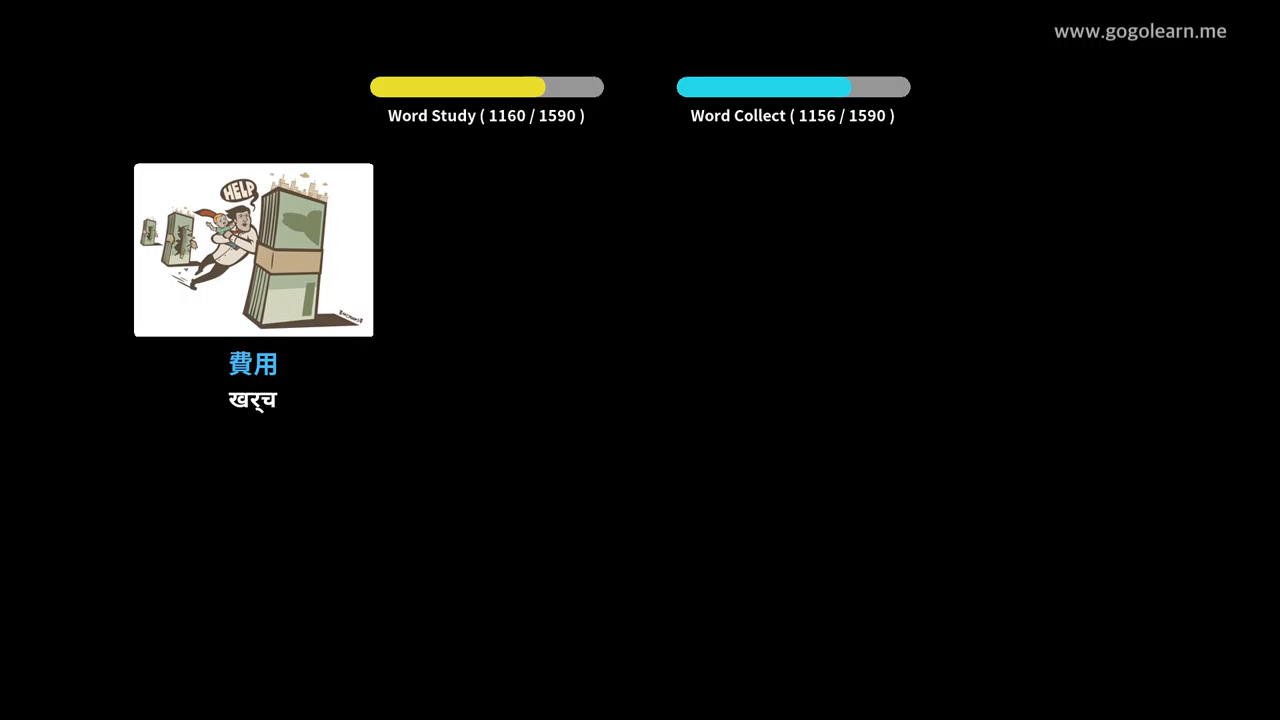 www.gogolearn.me
Word Study ( 1160 / 1590 )
Word Collect ( 1156 / 1590 )
HELP
費用
खर्च